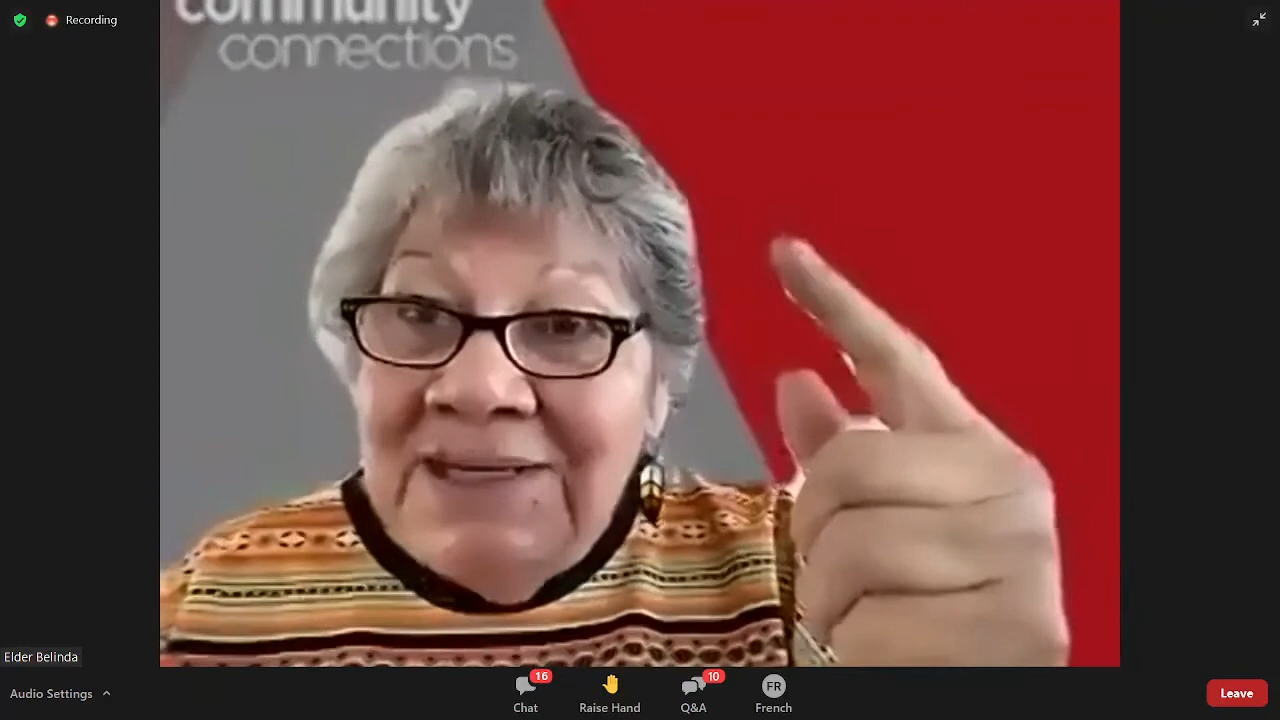 Recording
community
connections
Elder Belinda
Audio Settings
16
Chat
Raise Hand
10
Q&A
FR
French
Leave